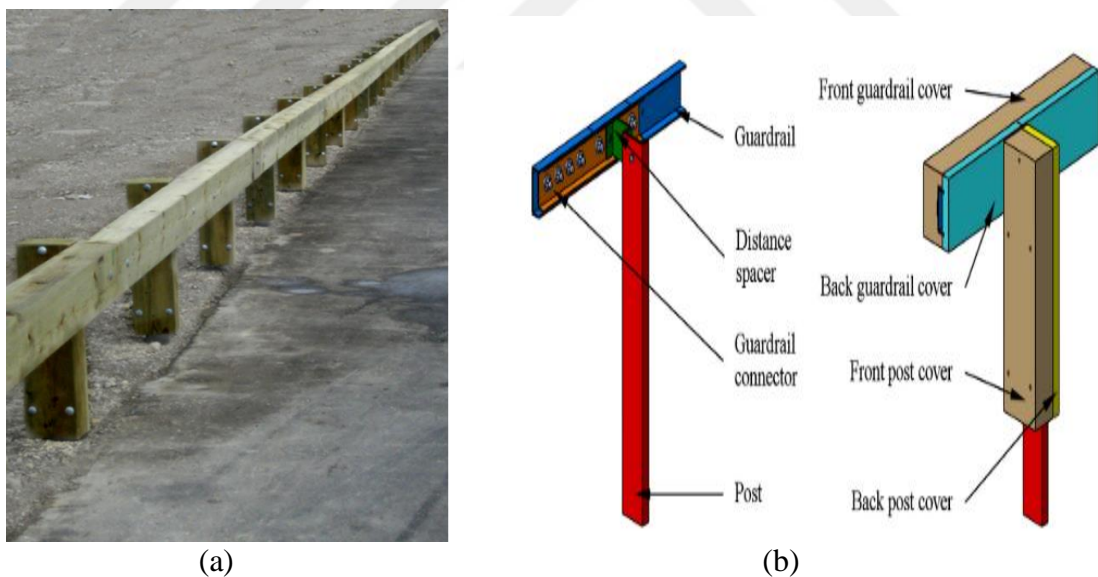 Front guardrail cover
Guardrail
Distance
spacer
Back guardrail cover
Guardrail
connector
Front post cover
Post
Back post cover
(a)
(b)